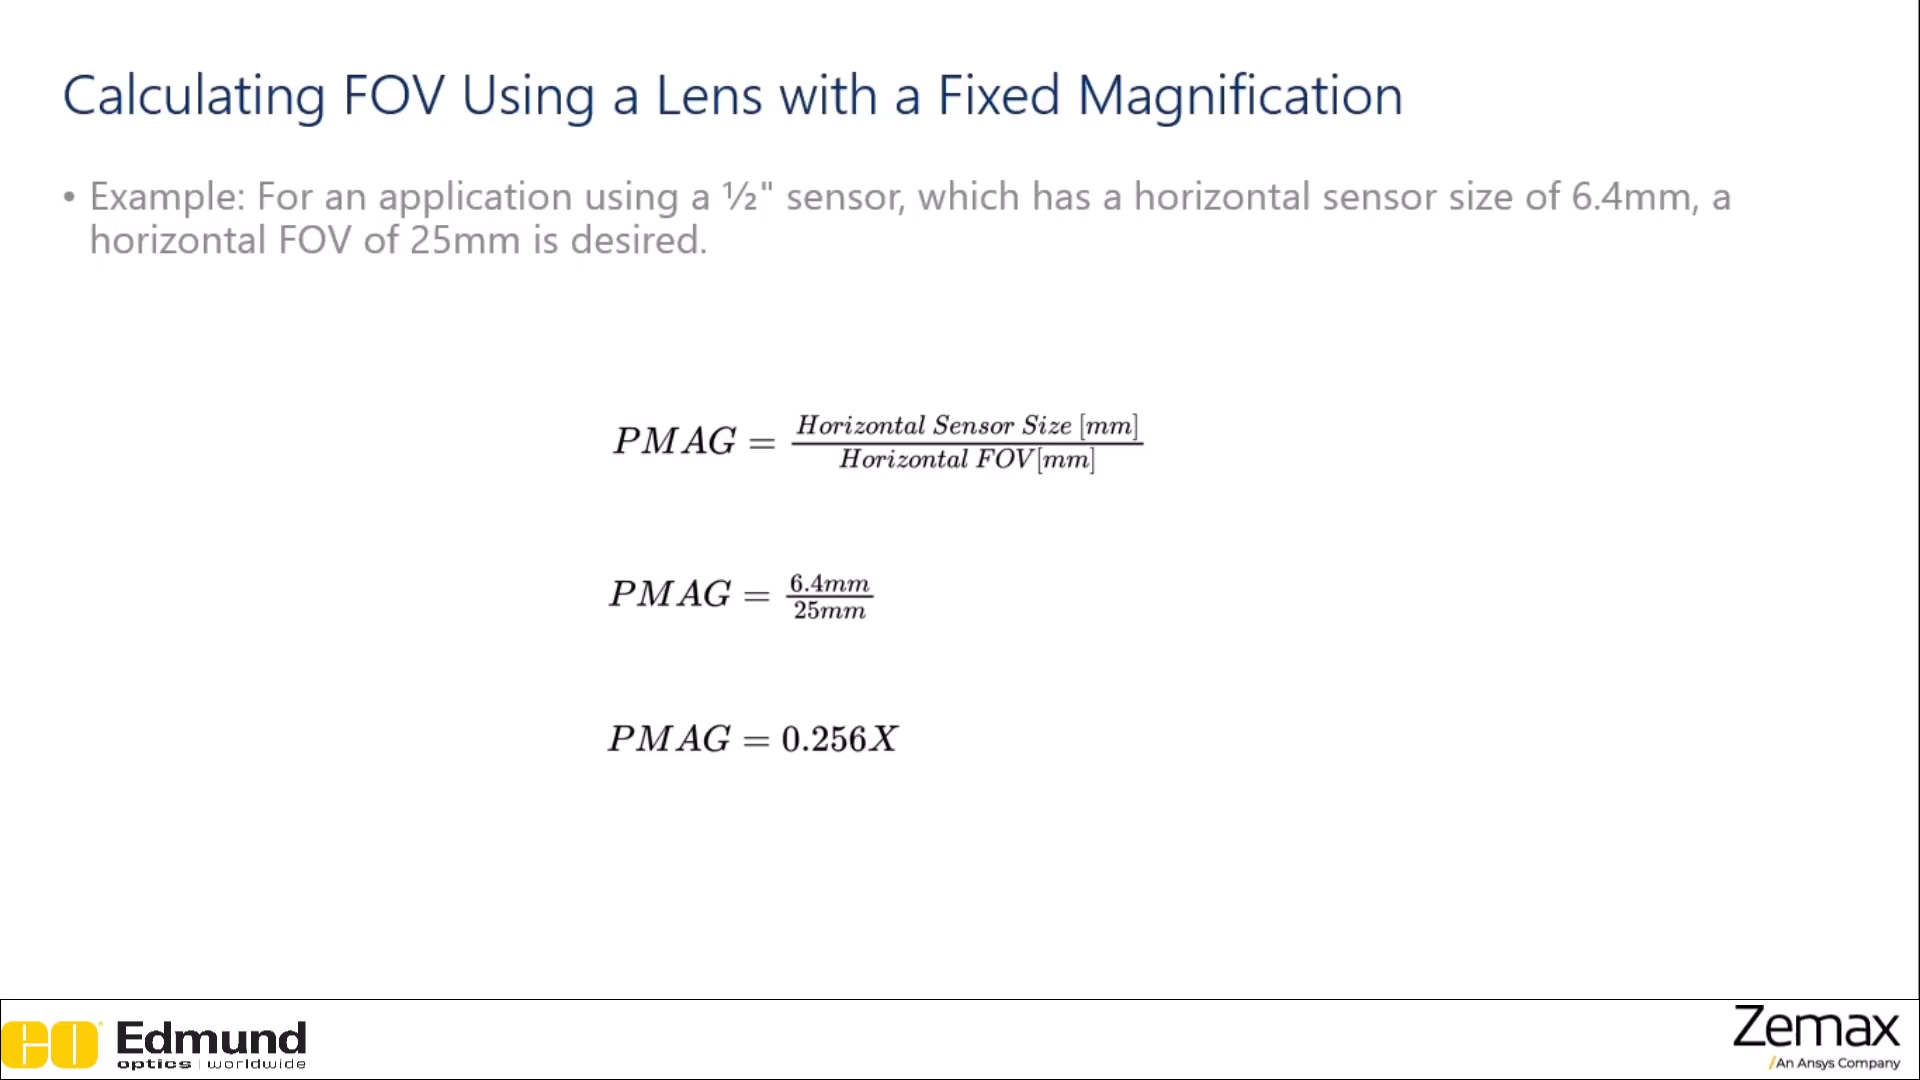 Calculating FOV Using a Lens with a Fixed Magnification
• Example: For an application using a ½" sensor, which has a horizontal sensor size of 6.4mm, a
horizontal FOV of 25mm is desired.
PMAG = Horizontal Sensor Size [mm] / Horizontal FOV[mm]
PMAG = 6.4mm / 25mm
PMAG = 0.256X
EO Edmund
optics | worldwide
Zemax
/An Ansys Company